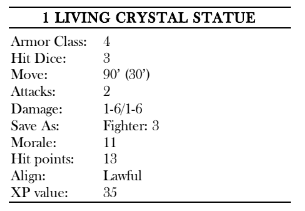 1 LIVING CRYSTAL STATUE
Armor Class: 4
Hit Dice: 3
Move: 90' (30')
Attacks: 2
Damage: 1-6/1-6
Save As: Fighter: 3
Morale: 11
Hit points: 13
Align: Lawful
XP value: 35